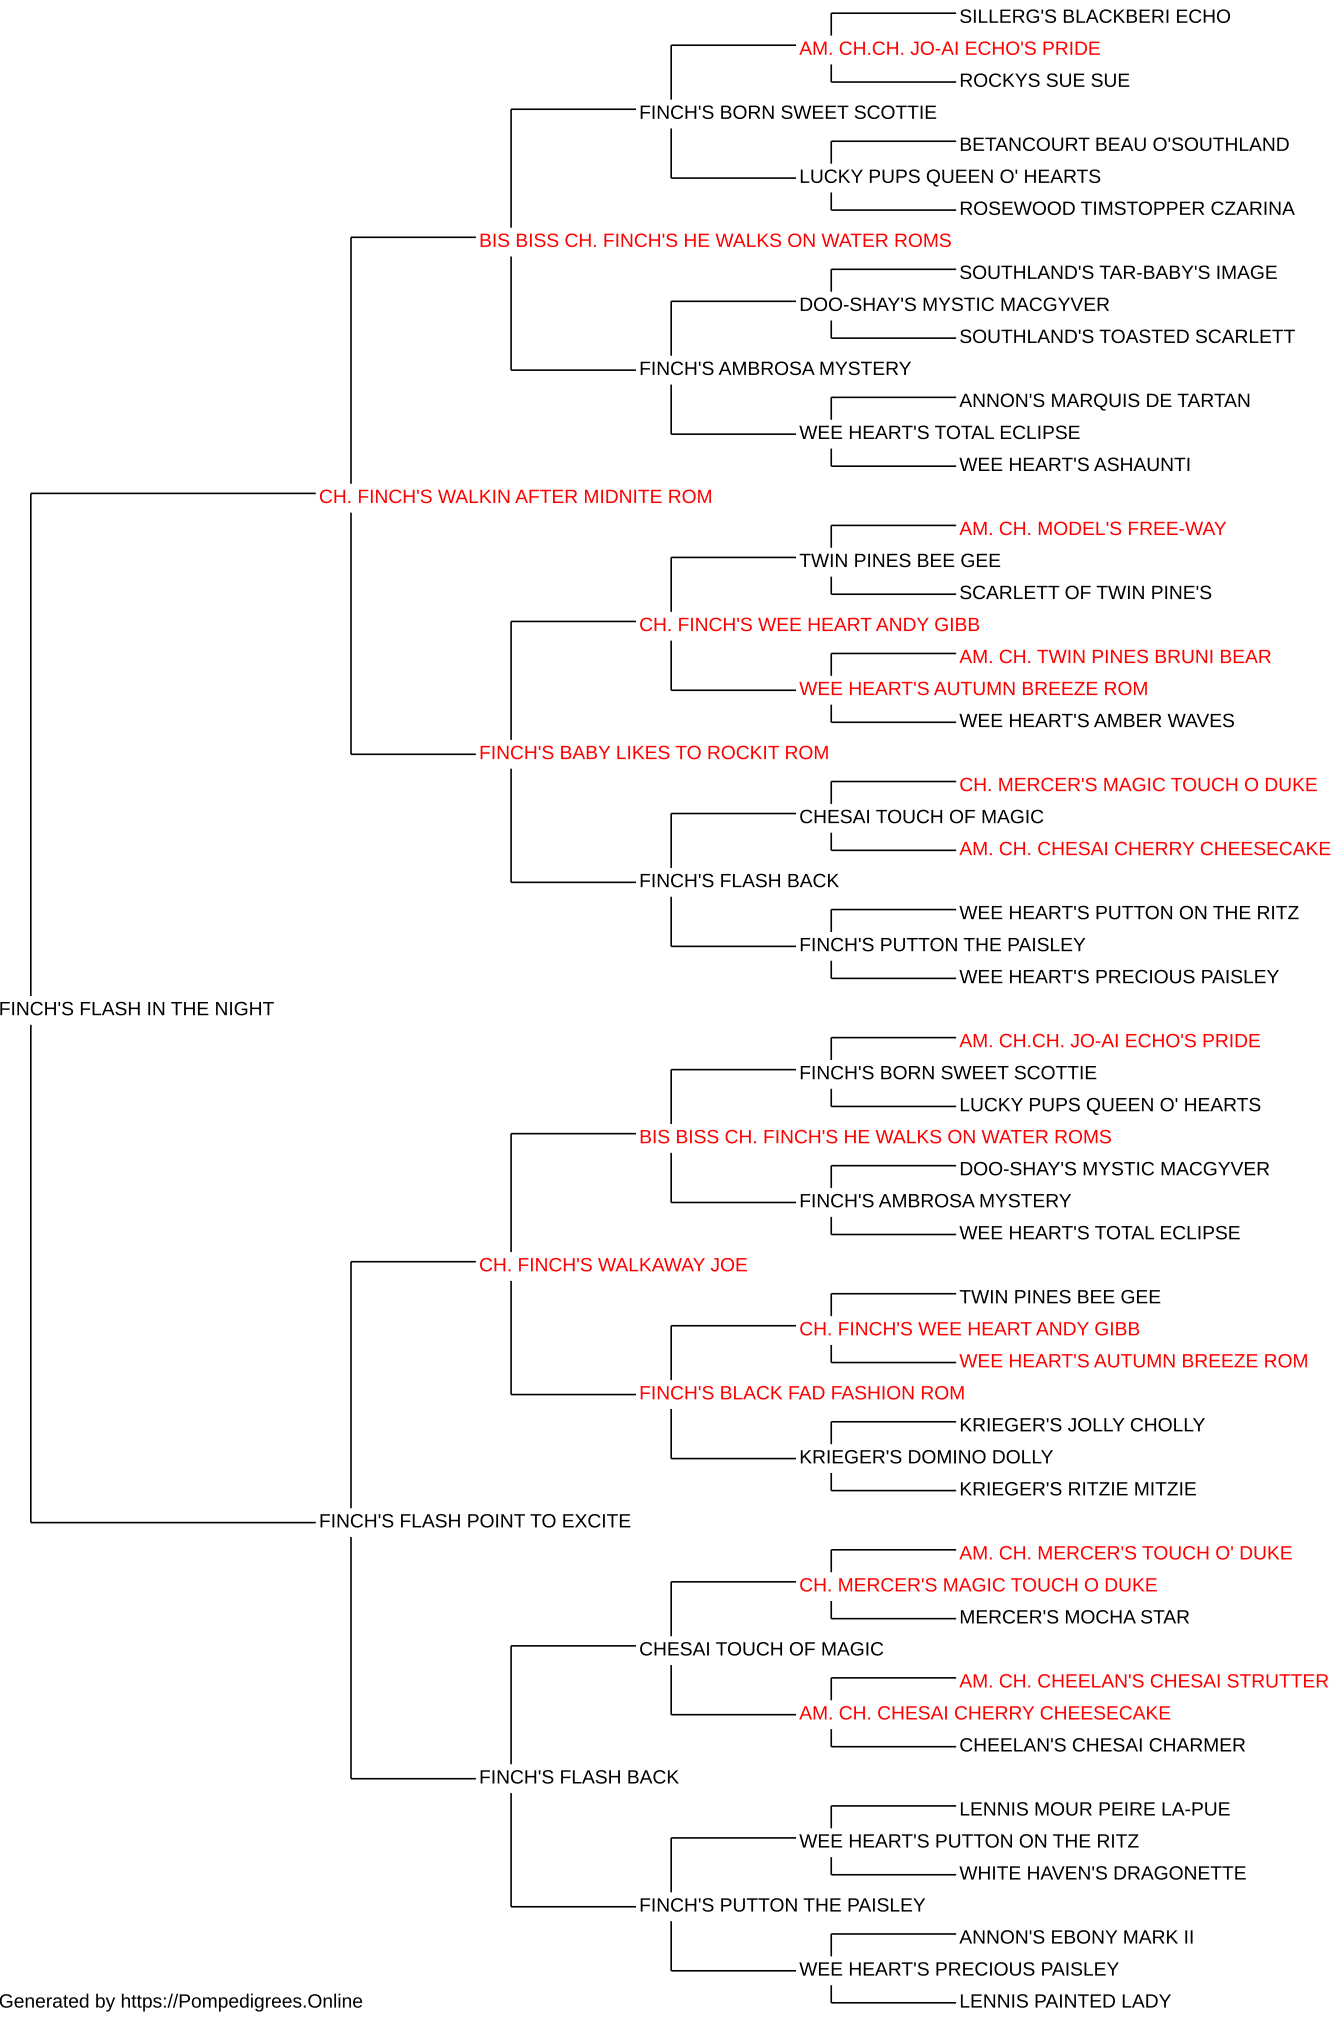 SILLERG'S BLACKBERI ECHO
AM. CH.CH. JO-AI ECHO'S PRIDE
ROCKYS SUE SUE
FINCH'S BORN SWEET SCOTTIE
BETANCOURT BEAU O'SOUTHLAND
LUCKY PUPS QUEEN O' HEARTS
ROSEWOOD TIMSTOPPER CZARINA
BIS BISS CH. FINCH'S HE WALKS ON WATER ROMS
SOUTHLAND'S TAR-BABY'S IMAGE
DOO-SHAY'S MYSTIC MACGYVER
SOUTHLAND'S TOASTED SCARLETT
FINCH'S AMBROSA MYSTERY
ANNON'S MARQUIS DE TARTAN
WEE HEART'S TOTAL ECLIPSE
WEE HEART'S ASHAUNTI
CH. FINCH'S WALKIN AFTER MIDNITE ROM
AM. CH. MODEL'S FREE-WAY
TWIN PINES BEE GEE
SCARLETT OF TWIN PINE'S
CH. FINCH'S WEE HEART ANDY GIBB
AM. CH. TWIN PINES BRUNI BEAR
WEE HEART'S AUTUMN BREEZE ROM
WEE HEART'S AMBER WAVES
FINCH'S BABY LIKES TO ROCKIT ROM
CH. MERCER'S MAGIC TOUCH O DUKE
CHESAI TOUCH OF MAGIC
AM. CH. CHESAI CHERRY CHEESECAKE
FINCH'S FLASH BACK
WEE HEART'S PUTTON ON THE RITZ
FINCH'S PUTTON THE PAISLEY
WEE HEART'S PRECIOUS PAISLEY
FINCH'S FLASH IN THE NIGHT
AM. CH.CH. JO-AI ECHO'S PRIDE
FINCH'S BORN SWEET SCOTTIE
LUCKY PUPS QUEEN O' HEARTS
BIS BISS CH. FINCH'S HE WALKS ON WATER ROMS
DOO-SHAY'S MYSTIC MACGYVER
FINCH'S AMBROSA MYSTERY
WEE HEART'S TOTAL ECLIPSE
CH. FINCH'S WALKAWAY JOE
TWIN PINES BEE GEE
CH. FINCH'S WEE HEART ANDY GIBB
WEE HEART'S AUTUMN BREEZE ROM
FINCH'S BLACK FAD FASHION ROM
KRIEGER'S JOLLY CHOLLY
KRIEGER'S DOMINO DOLLY
KRIEGER'S RITZIE MITZIE
FINCH'S FLASH POINT TO EXCITE
AM. CH. MERCER'S TOUCH O' DUKE
CH. MERCER'S MAGIC TOUCH O DUKE
MERCER'S MOCHA STAR
CHESAI TOUCH OF MAGIC
AM. CH. CHEELAN'S CHESAI STRUTTER
AM. CH. CHESAI CHERRY CHEESECAKE
CHEELAN'S CHESAI CHARMER
FINCH'S FLASH BACK
LENNIS MOUR PEIRE LA-PUE
WEE HEART'S PUTTON ON THE RITZ
WHITE HAVEN'S DRAGONETTE
FINCH'S PUTTON THE PAISLEY
ANNON'S EBONY MARK II
WEE HEART'S PRECIOUS PAISLEY
LENNIS PAINTED LADY
Generated by https://Pompedigrees.Online